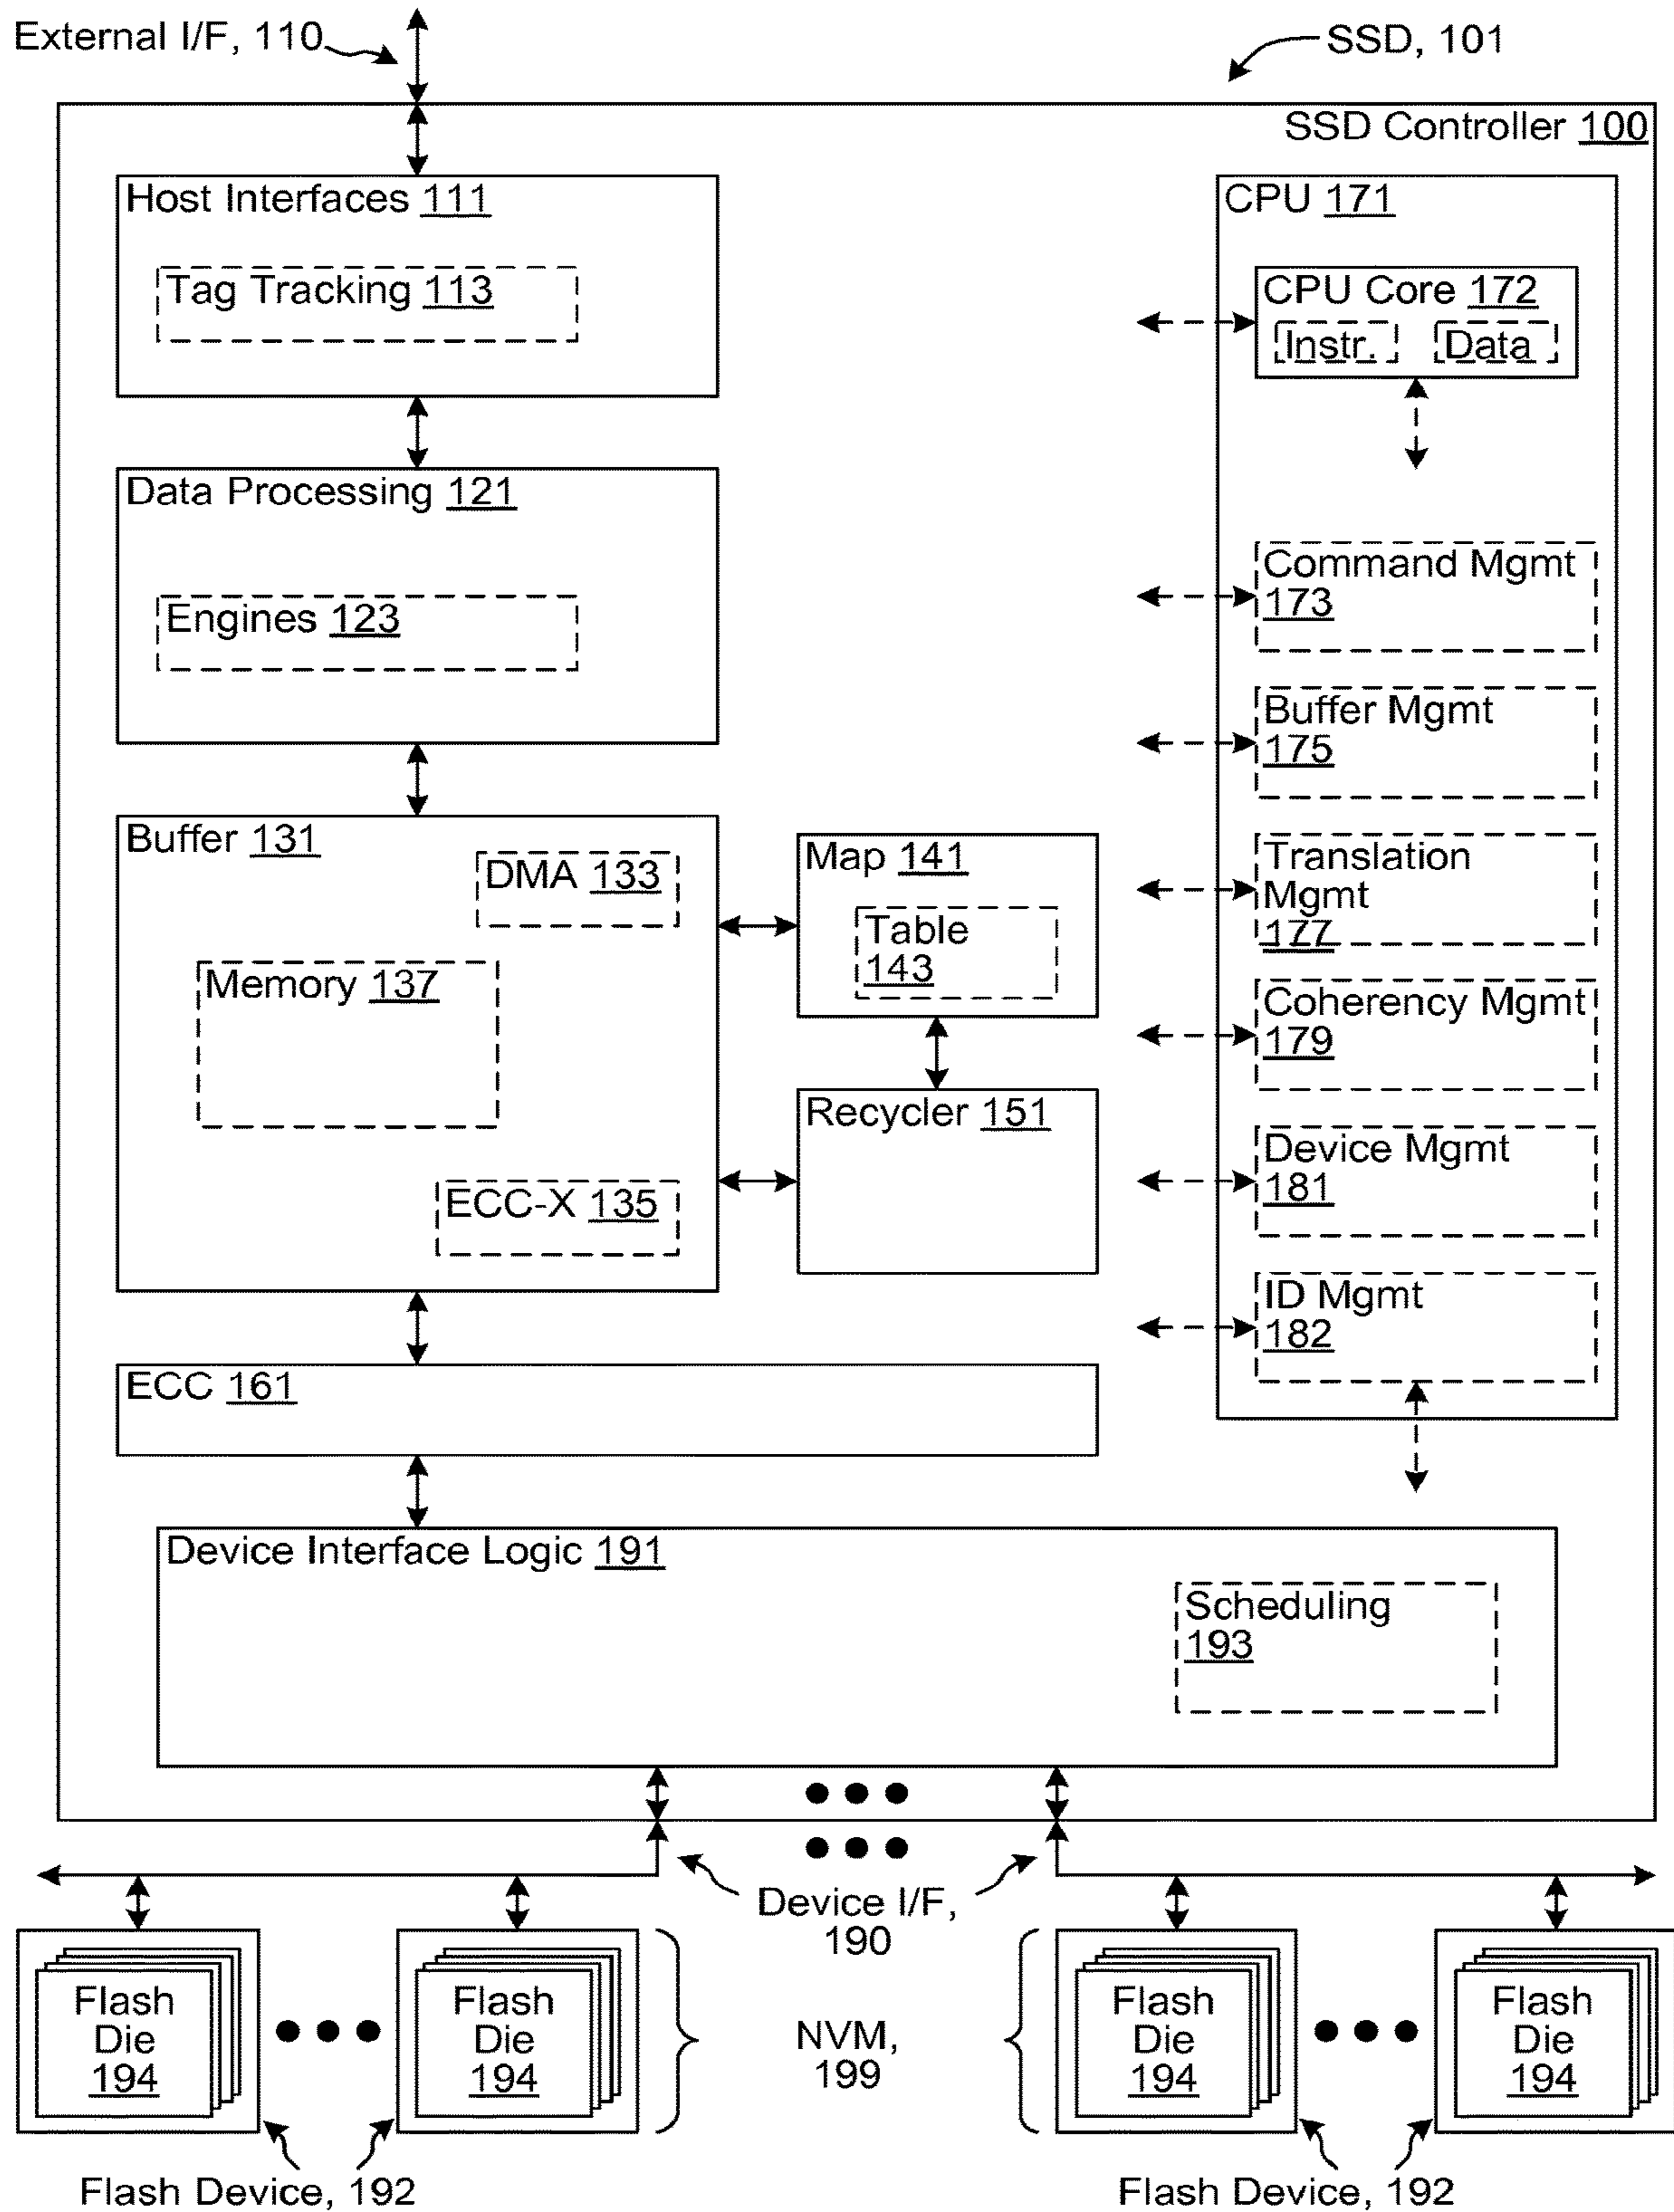 External I/F, 110
SSD, 101
SSD Controller 100
Host Interfaces 111
Tag Tracking 113
CPU 171
CPU Core 172
Instr.
Data
Data Processing 121
Engines 123
Command Mgmt
173
Buffer Mgmt
175
Buffer 131
DMA 133
Memory 137
ECC-X 135
Map 141
Table
143
Recycler 151
Translation
Mgmt
177
Coherency Mgmt
179
Device Mgmt
181
ID Mgmt
182
ECC 161
Device Interface Logic 191
Scheduling
193
Device I/F,
190
Flash
Die
194
Flash
Die
194
NVM,
199
Flash
Die
194
Flash
Die
194
Flash Device, 192
Flash Device, 192